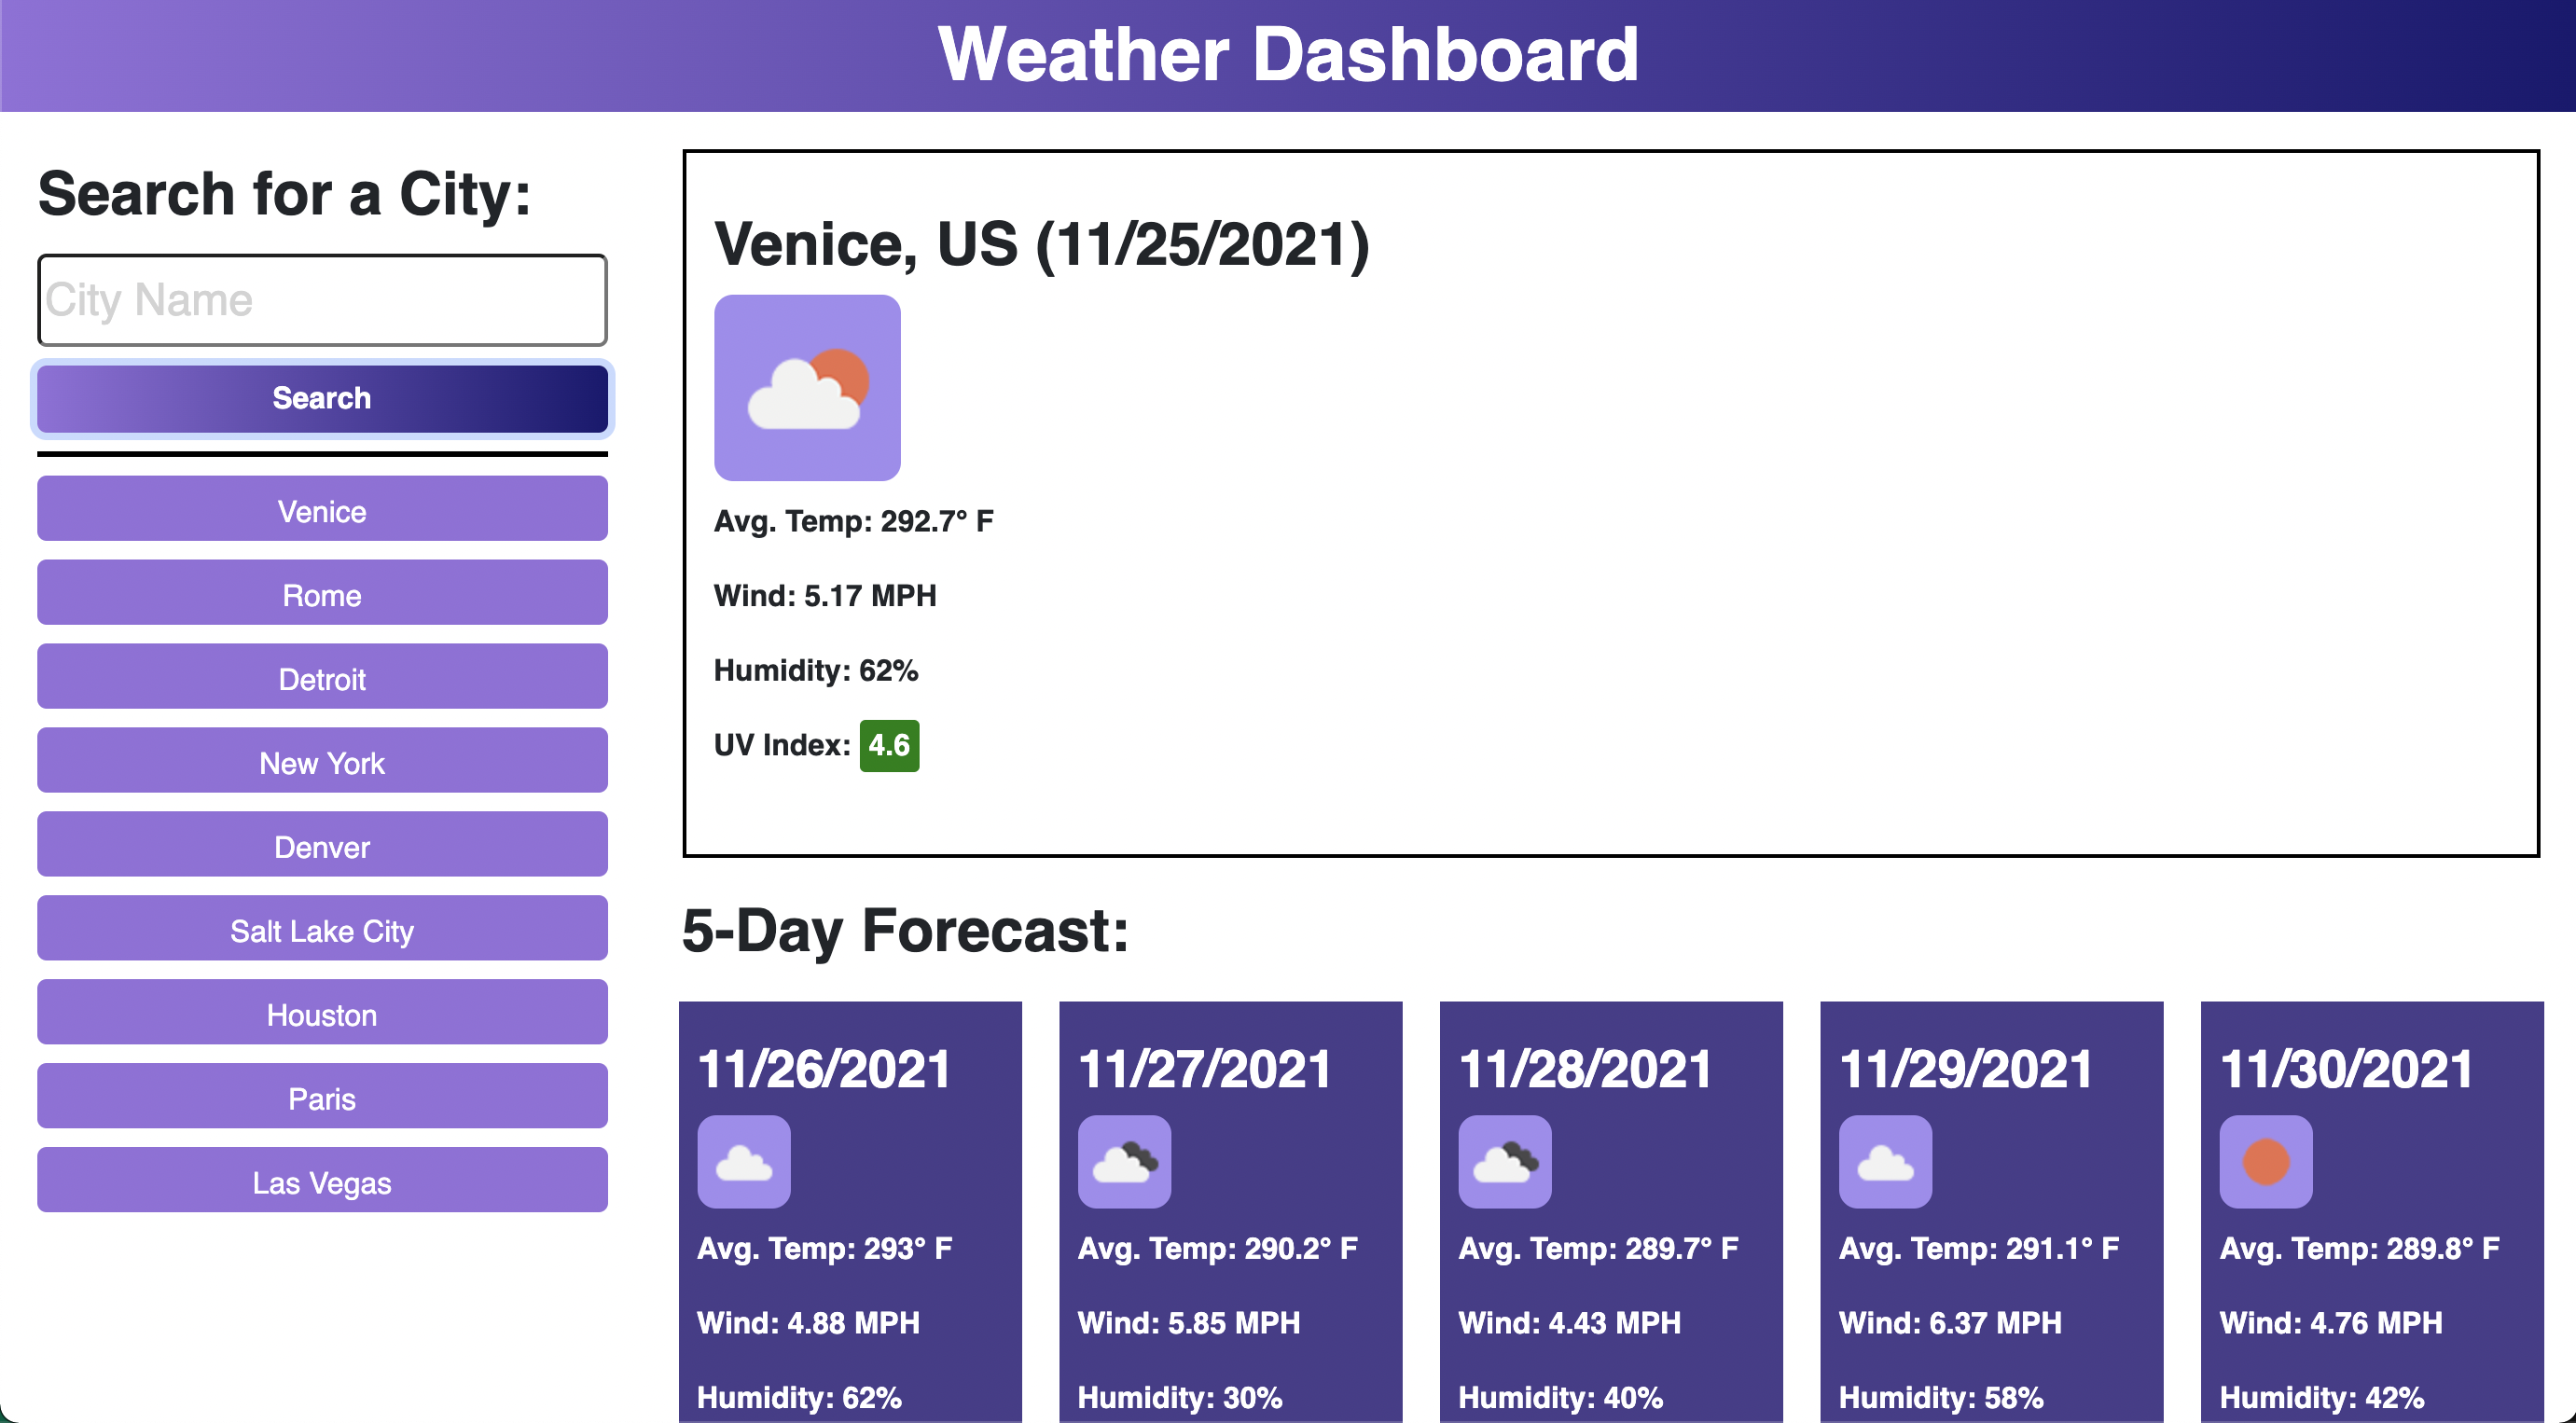 Weather Dashboard
Search for a City:
City Name
Search
Venice
Rome
Detroit
New York
Denver
Salt Lake City
Houston
Paris
Las Vegas
Venice, US (11/25/2021)
Avg. Temp: 292.7° F
Wind: 5.17 MPH
Humidity: 62%
UV Index: 4.6
5-Day Forecast:
11/26/2021
Avg. Temp: 293° F
Wind: 4.88 MPH
Humidity: 62%
11/27/2021
Avg. Temp: 290.2° F
Wind: 5.85 MPH
Humidity: 30%
11/28/2021
Avg. Temp: 289.7° F
Wind: 4.43 MPH
Humidity: 40%
11/29/2021
Avg. Temp: 291.1° F
Wind: 6.37 MPH
Humidity: 58%
11/30/2021
Avg. Temp: 289.8° F
Wind: 4.76 MPH
Humidity: 42%